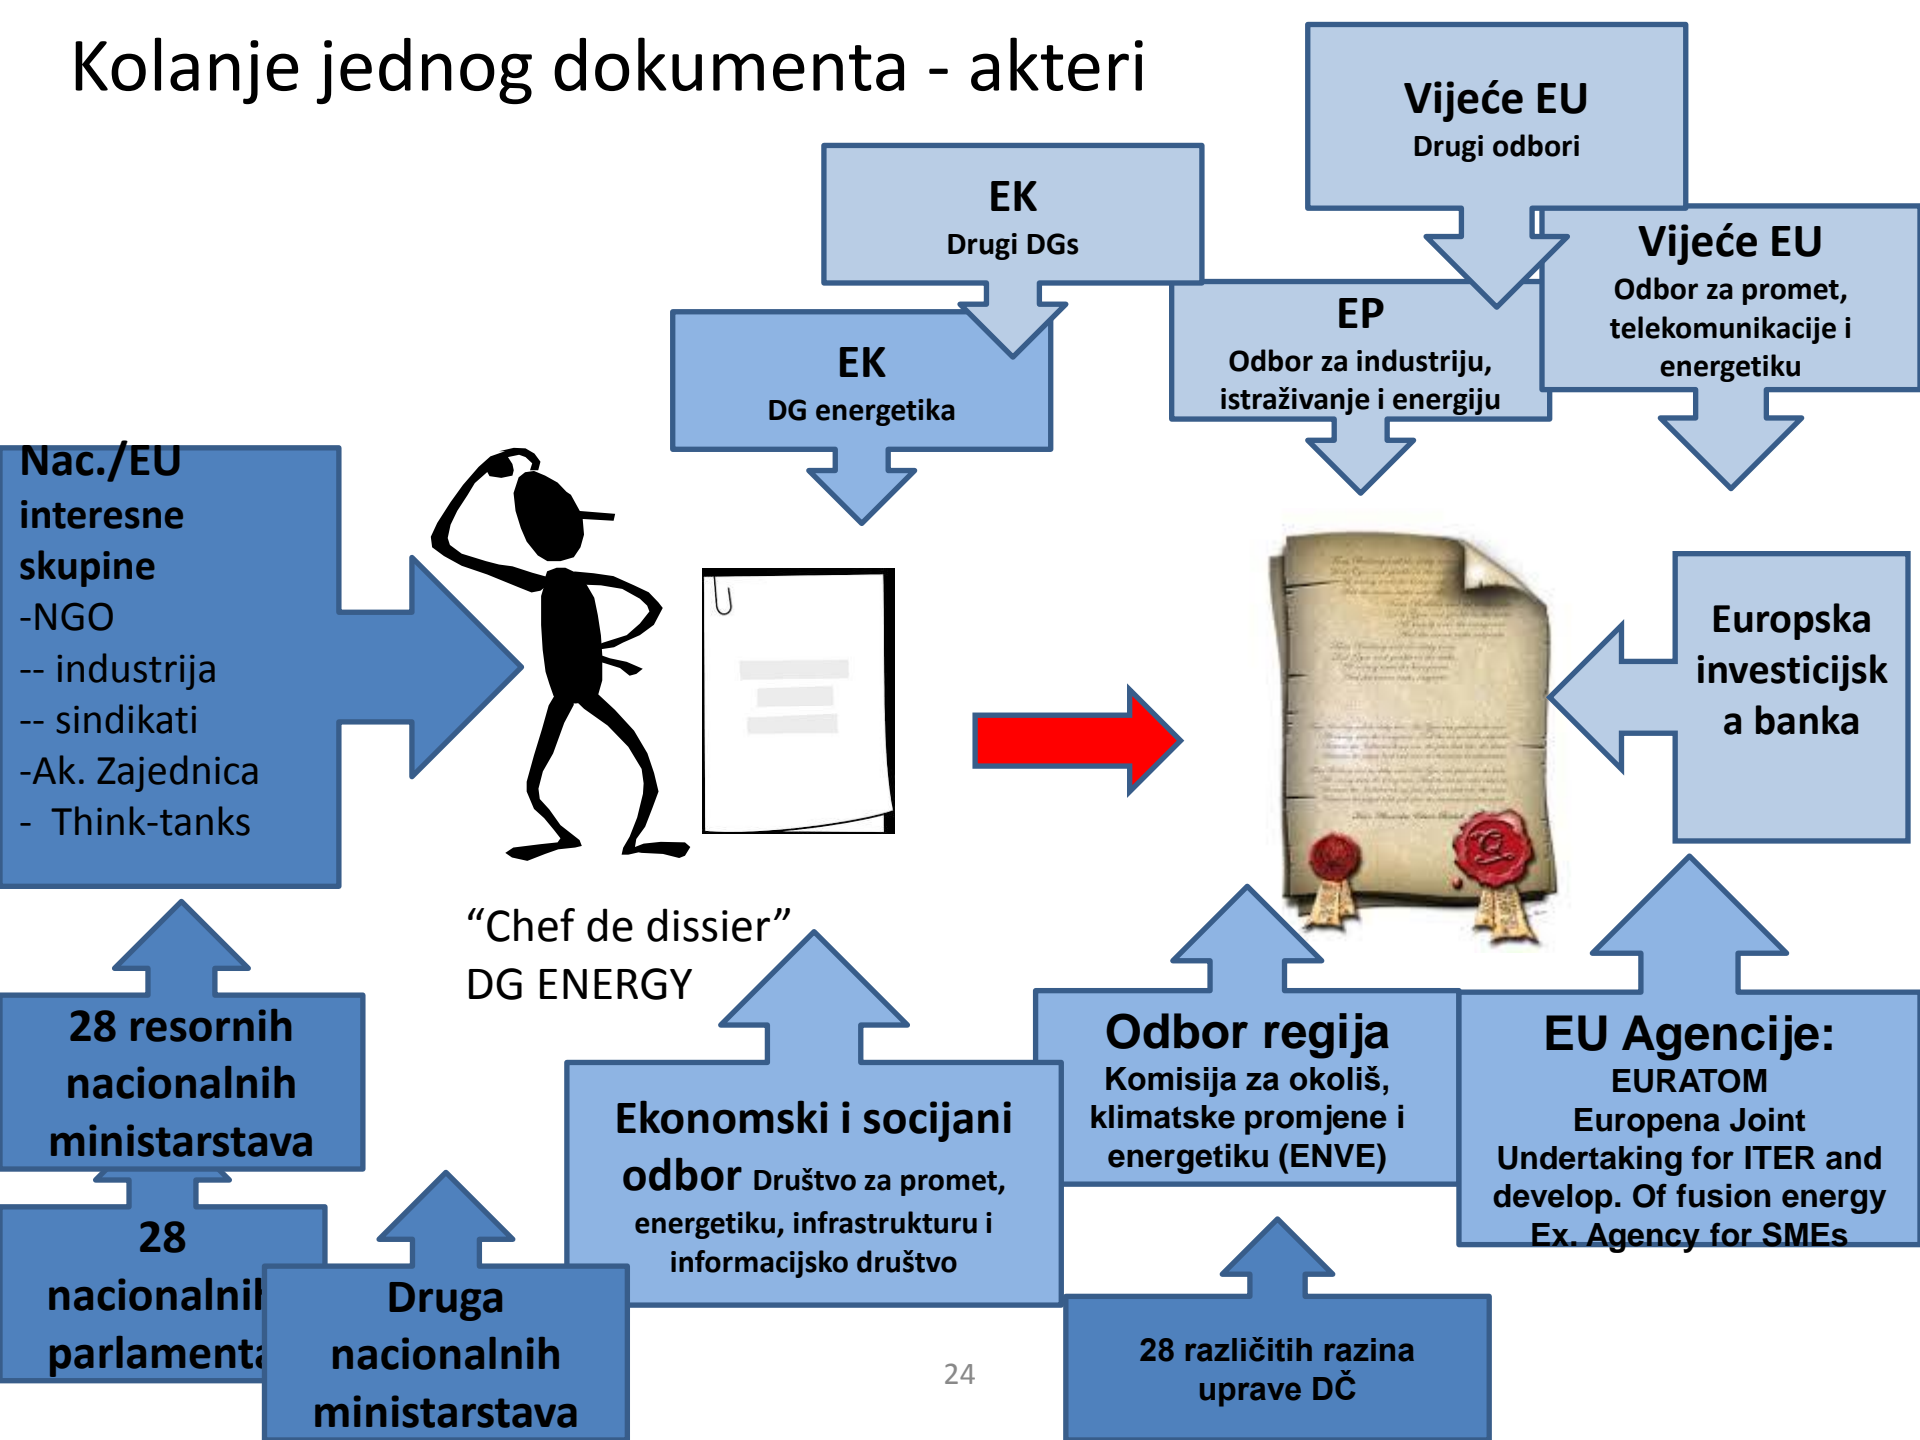 Kolanje jednog dokumenta - akteri
Vijeće EU
Drugi odbori
EK
Drugi DGs
Vijeće EU
Odbor za promet,
telekomunikacije i
energetiku
EP
Odbor za industriju,
istraživanje i energiju
EK
DG energetika
Nac./EU
interesne
skupine
-NGO
-- industrija
-- sindikati
-Ak. Zajednica
- Think-tanks
Europska
investicijsk
a banka
“Chef de dissier”
DG ENERGY
28 resornih
nacionalnih
ministarstava
Odbor regija
Komisija za okoliš,
klimatske promjene i
energetiku (ENVE)
EU Agencije:
EURATOM
Europena Joint
Undertaking for ITER and
develop. Of fusion energy
Ex. Agency for SMEs
Ekonomski i socijani
odbor Društvo za promet,
energetiku, infrastrukturu i
informacijsko društvo
28
nacionalnih
parlamenta
Druga
nacionalnih
ministarstava
28 različitih razina
uprave DČ
24